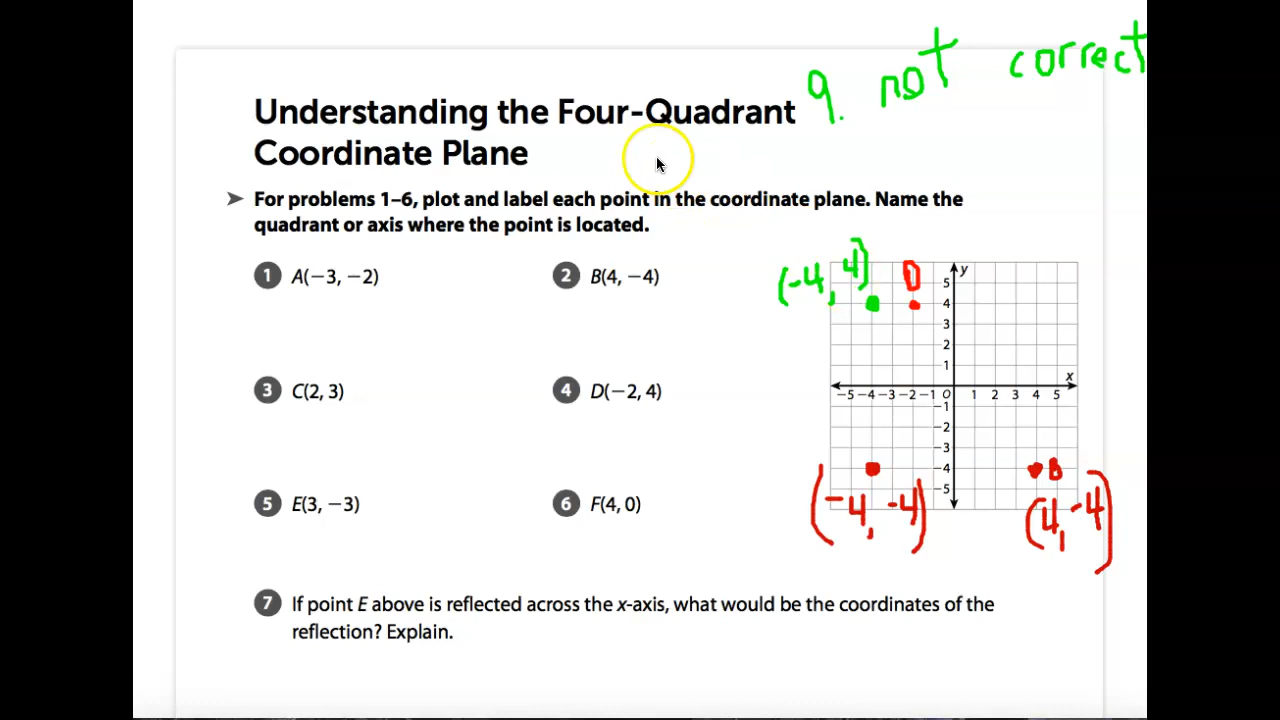 9. not correct
Understanding the Four-Quadrant
Coordinate Plane
➤ For problems 1–6, plot and label each point in the coordinate plane. Name the
quadrant or axis where the point is located.
1 A(−3, −2)
2 B(4, −4)
3 C(2, 3)
4 D(−2, 4)
5 E(3, −3)
6 F(4, 0)
(-4, 4)
D
y
5
4
3
2
1
x
−5 −4 −3 −2 −1 O 1 2 3 4 5
−1
−2
−3
−4
−5
B
(-4, -4)
(4, -4)
7 If point E above is reflected across the x-axis, what would be the coordinates of the
reflection? Explain.